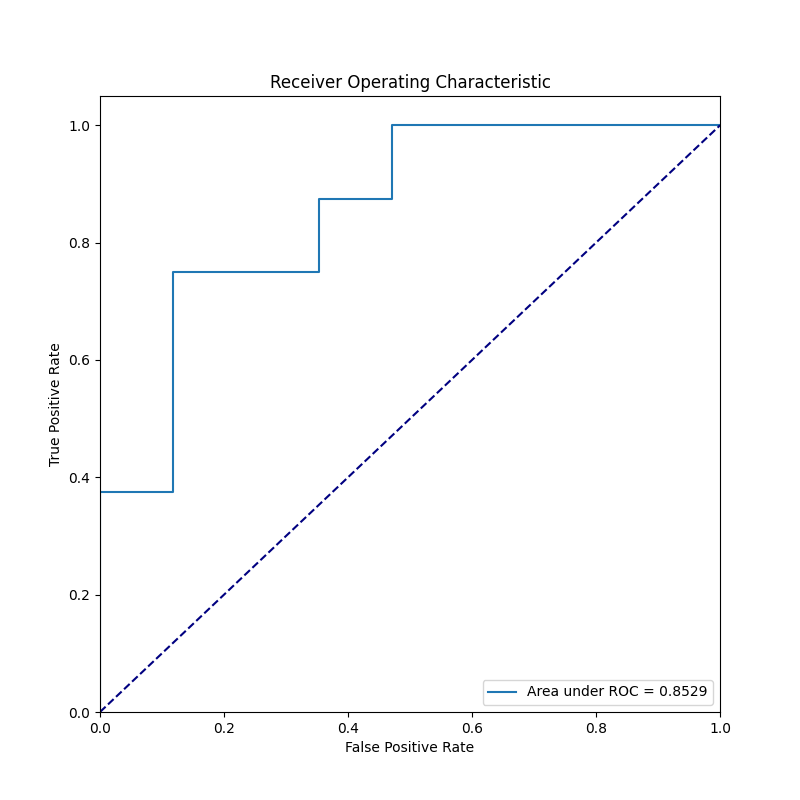 Receiver Operating Characteristic
1.0
0.8
0.6
0.4
0.2
0.0
True Positive Rate
Area under ROC = 0.8529
0.0 0.2 0.4 0.6 0.8 1.0
False Positive Rate